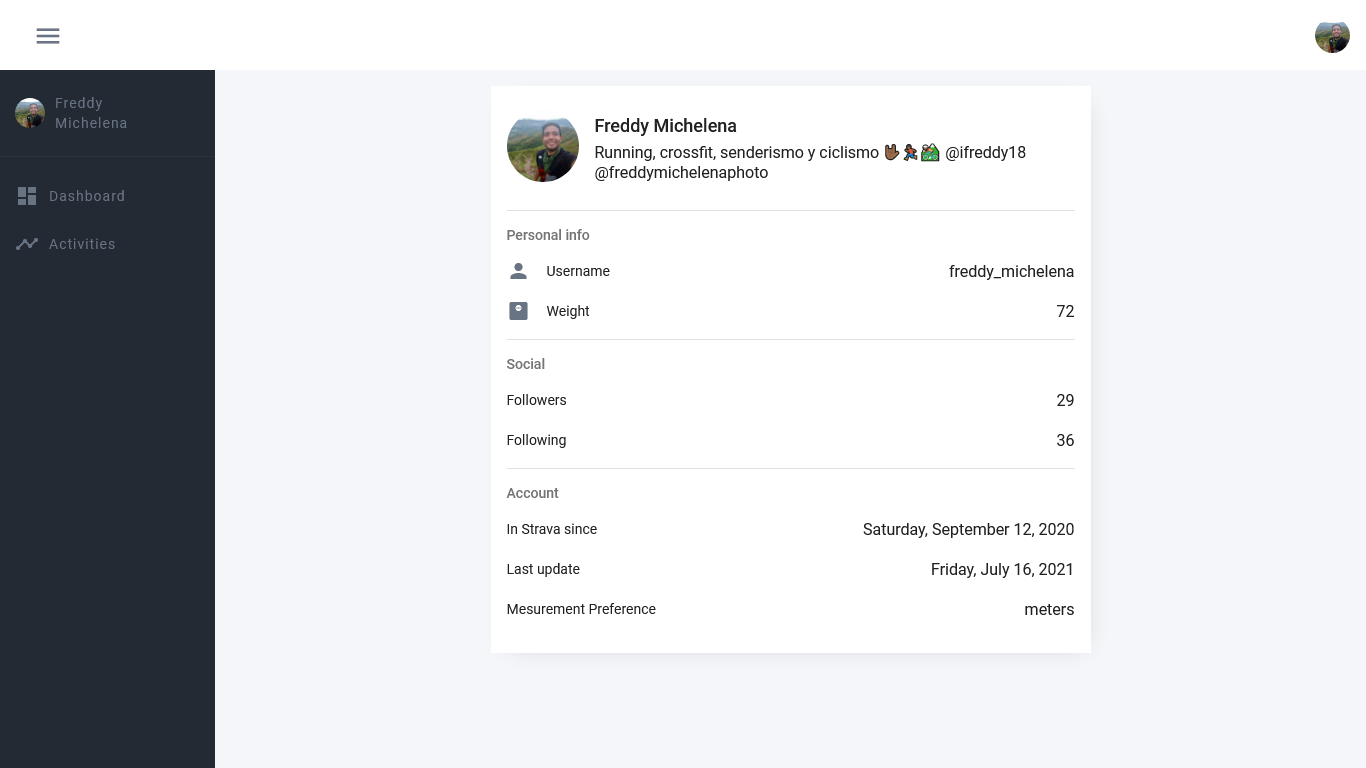 Freddy
Michelena
Dashboard
Activities
Freddy Michelena
Running, crossfit, senderismo y ciclismo 🤟🏾🏃🏾🚵🏾 @ifreddy18
@freddymichelenaphoto
Personal info
Username freddy_michelena
Weight 72
Social
Followers 29
Following 36
Account
In Strava since Saturday, September 12, 2020
Last update Friday, July 16, 2021
Mesurement Preference meters